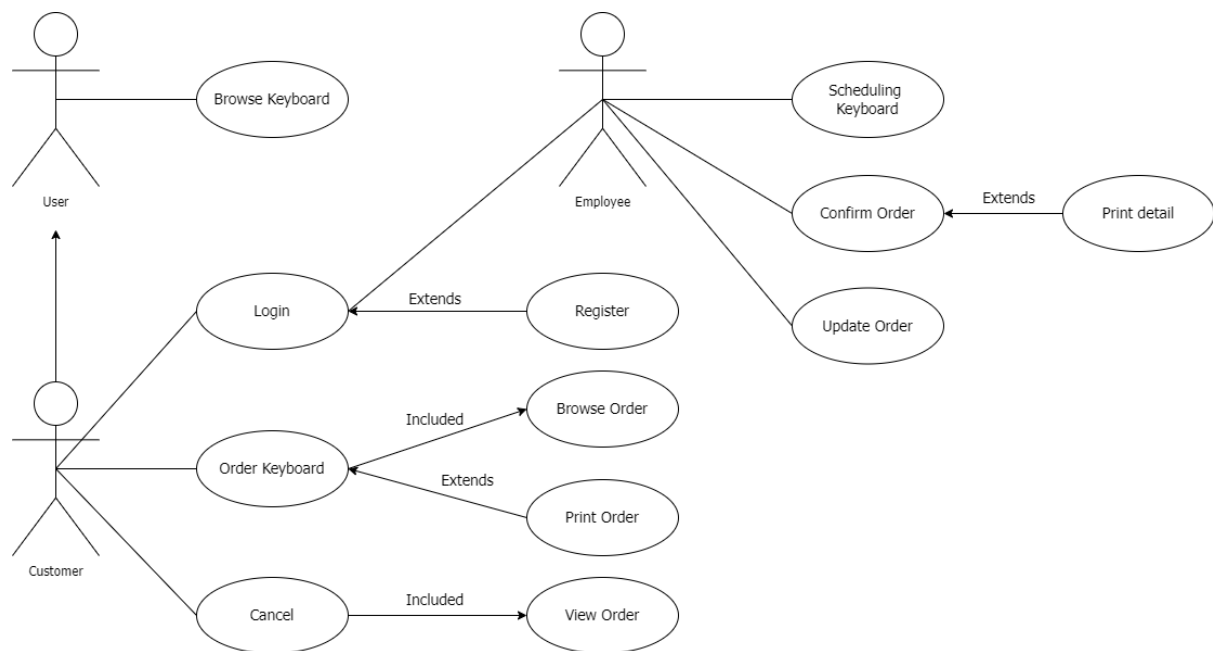 Browse Keyboard
User
Scheduling
Keyboard
Employee
Confirm Order
Extends
Print detail
Login
Extends
Register
Update Order
Included
Browse Order
Order Keyboard
Extends
Print Order
Customer
Cancel
Included
View Order